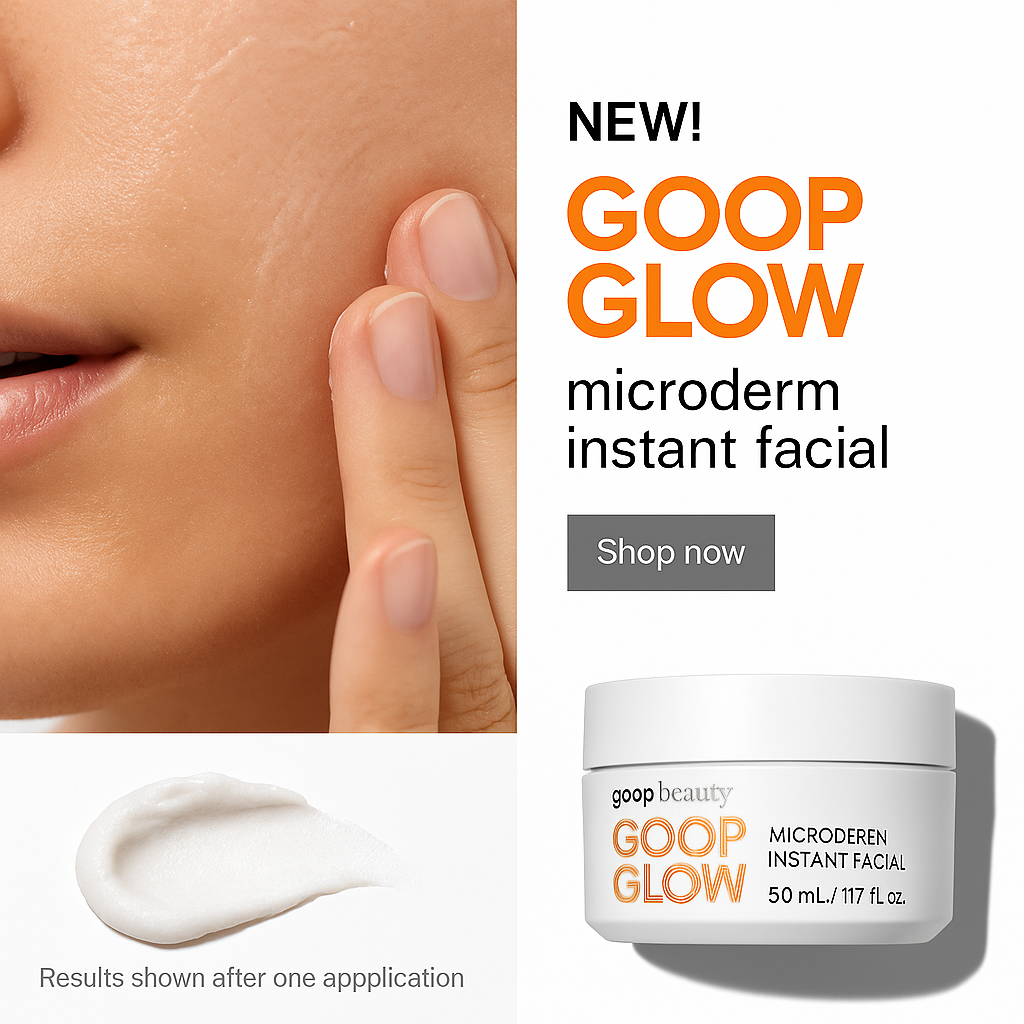 NEW!
GOOP
GLOW
microderm
instant facial
Shop now
goop beauty
GOOP
GLOW
MICRODEREN
INSTANT FACIAL
50 mL./ 117 fl oz.
Results shown after one appplication